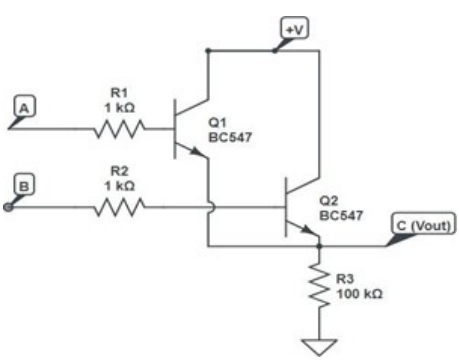 +V
A
R1
1 kΩ
Q1
BC547
B
R2
1 kΩ
Q2
BC547
C (Vout)
R3
100 kΩ